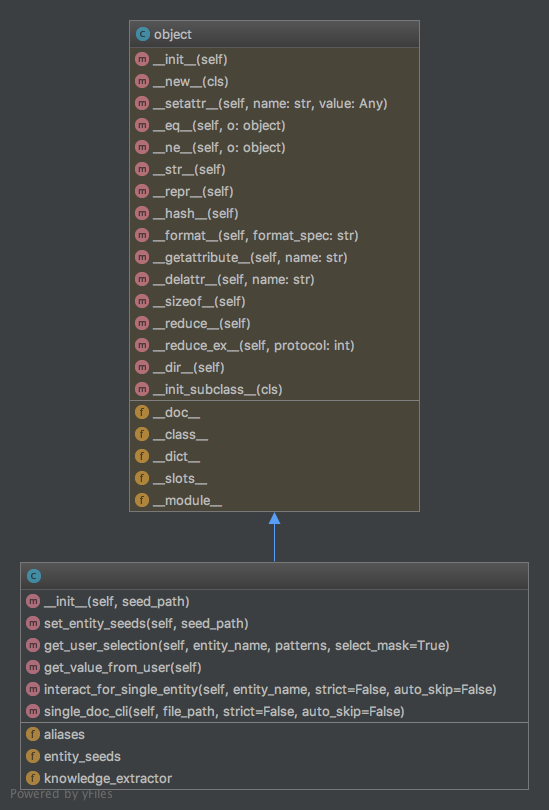 c object
m __init__(self)
m __new__(cls)
m __setattr__(self, name: str, value: Any)
m __eq__(self, o: object)
m __ne__(self, o: object)
m __str__(self)
m __repr__(self)
m __hash__(self)
m __format__(self, format_spec: str)
m __getattribute__(self, name: str)
m __delattr__(self, name: str)
m __sizeof__(self)
m __reduce__(self)
m __reduce_ex__(self, protocol: int)
m __dir__(self)
m __init_subclass__(cls)
f __doc__
f __class__
f __dict__
f __slots__
f __module__
c
m __init__(self, seed_path)
m set_entity_seeds(self, seed_path)
m get_user_selection(self, entity_name, patterns, select_mask=True)
m get_value_from_user(self)
m interact_for_single_entity(self, entity_name, strict=False, auto_skip=False)
m single_doc_cli(self, file_path, strict=False, auto_skip=False)
f aliases
f entity_seeds
f knowledge_extractor
Powered by yFiles